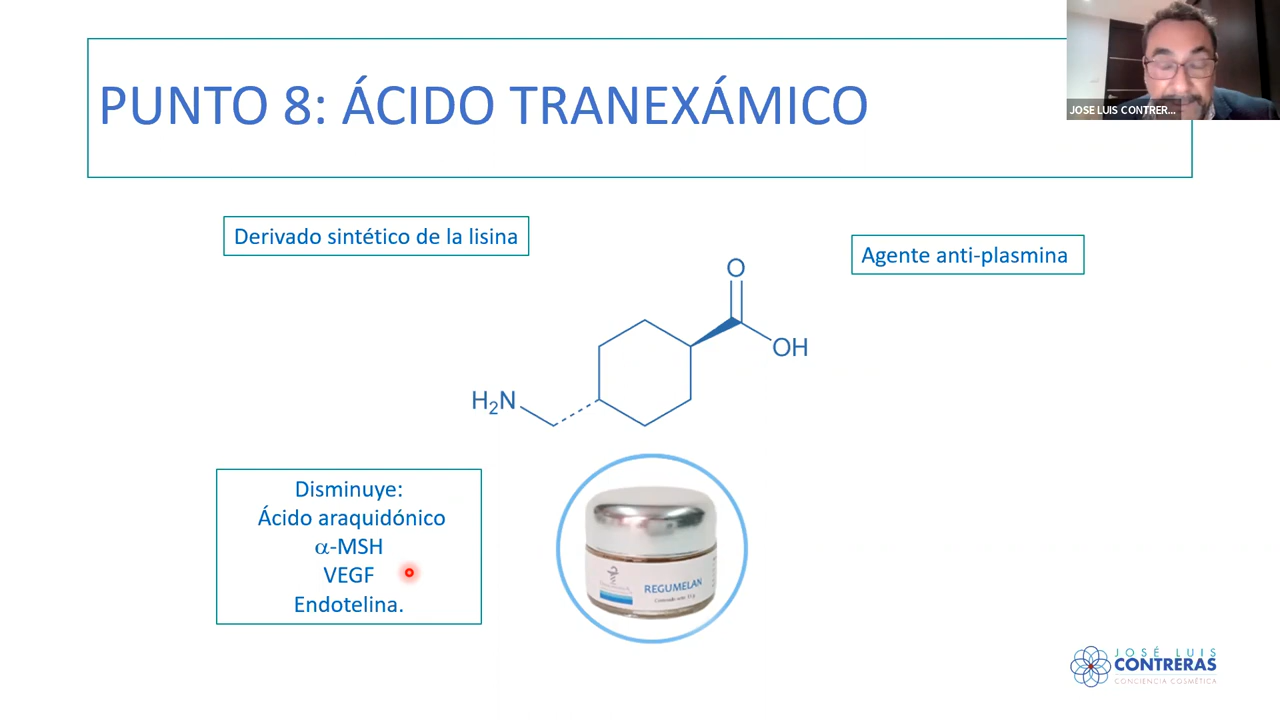 PUNTO 8: ÁCIDO TRANEXÁMICO
JOSE LUIS CONTRER...
Derivado sintético de la lisina
Agente anti-plasmina
O
OH
H₂N
Disminuye:
Ácido araquidónico
α-MSH
VEGF
Endotelina.
REGUMELAN
JOSÉ LUIS
CONTRERAS
CONCIENCIA COSMÉTICA